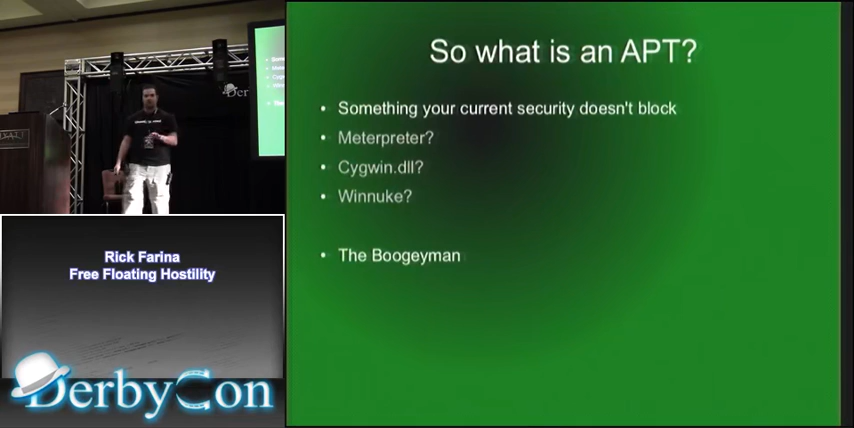 So what is an APT?
• Something your current security doesn't block
• Meterpreter?
• Cygwin.dll?
• Winnuke?
• The Boogeyman
Rick Farina
Free Floating Hostility
DerbyCon